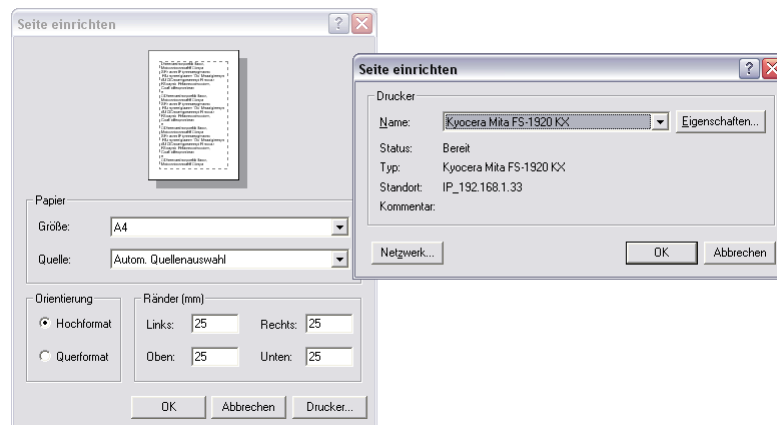 Seite einrichten
Papier
Größe: A4
Quelle: Autom. Quellenauswahl
Orientierung
Hochformat
Querformat
Ränder (mm)
Links: 25 Rechts: 25
Oben: 25 Unten: 25
OK Abbrechen Drucker...
Seite einrichten
Drucker
Name: Kyocera Mita FS-1920 KX Eigenschaften...
Status: Bereit
Typ: Kyocera Mita FS-1920 KX
Standort: IP_192.168.1.33
Kommentar:
Netzwerk... OK Abbrechen